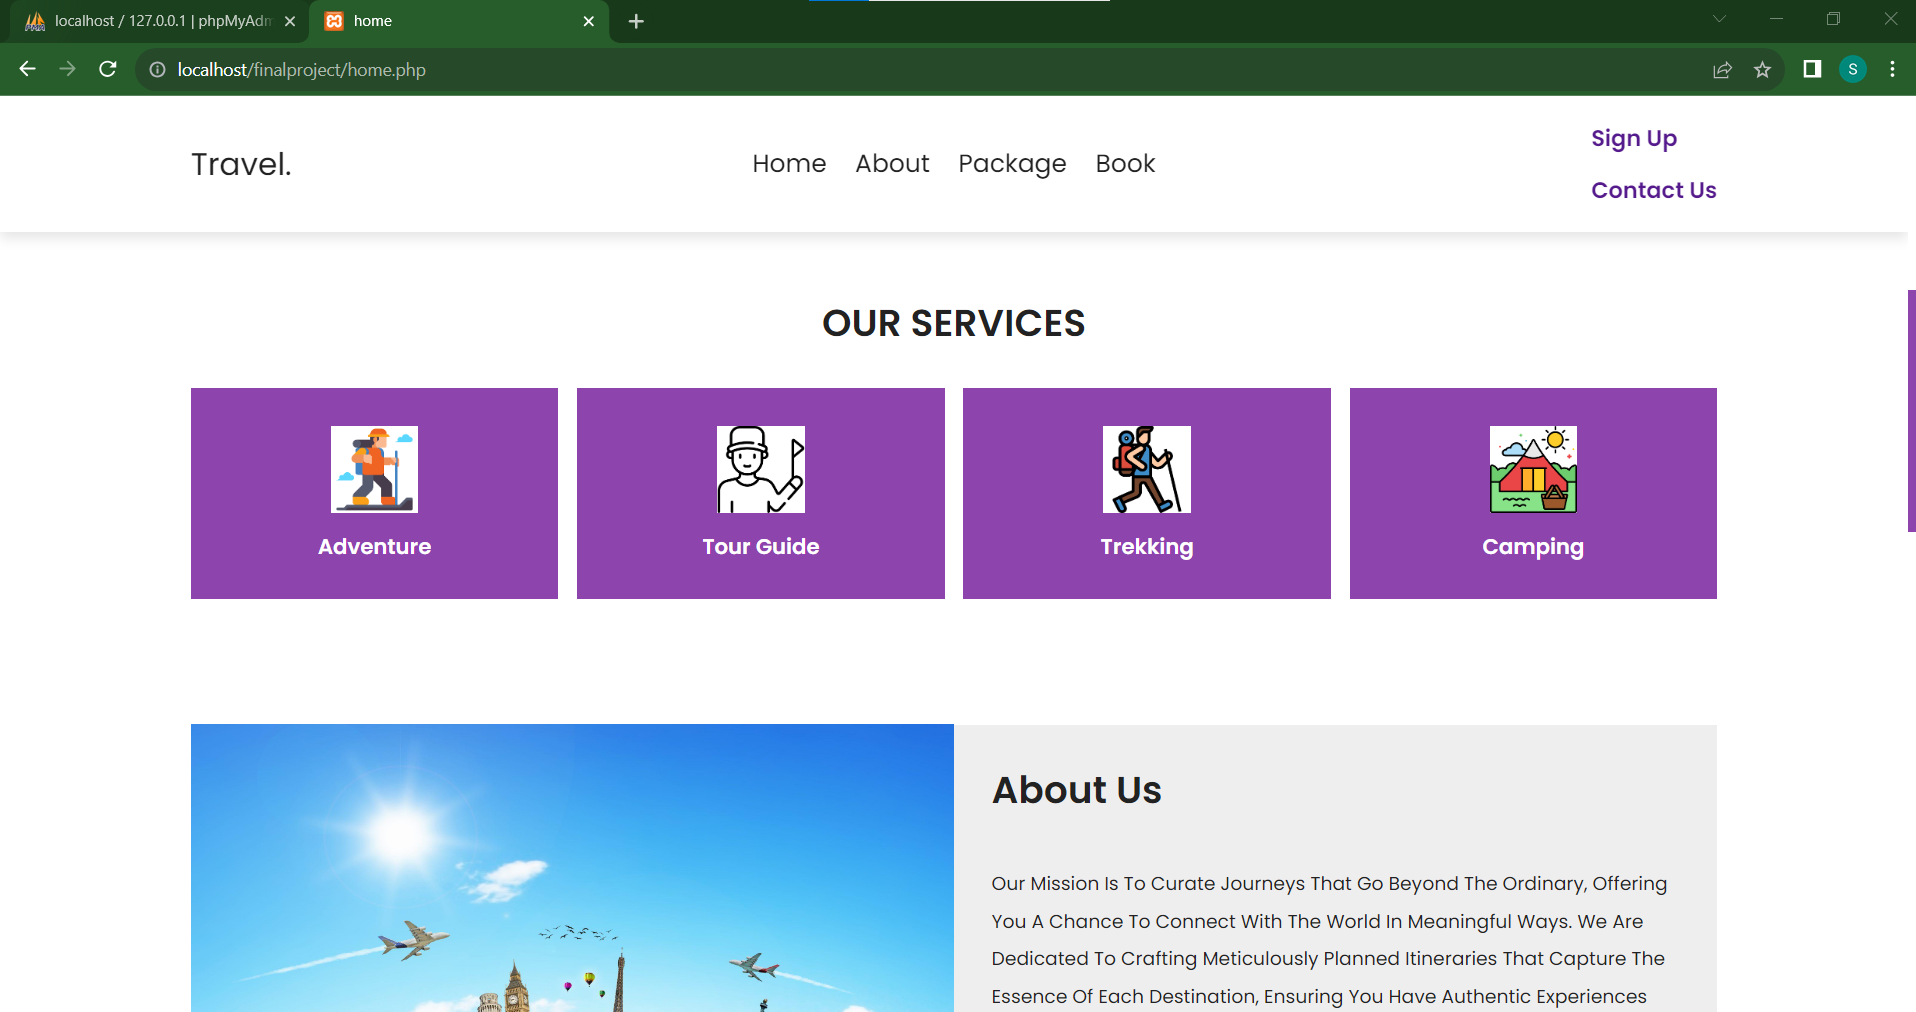 localhost / 127.0.0.1 | phpMyAdm
home
localhost/finalproject/home.php
S
Travel.
Home About Package Book
Sign Up
Contact Us
OUR SERVICES
Adventure
Tour Guide
Trekking
Camping
About Us
Our Mission Is To Curate Journeys That Go Beyond The Ordinary, Offering
You A Chance To Connect With The World In Meaningful Ways. We Are
Dedicated To Crafting Meticulously Planned Itineraries That Capture The
Essence Of Each Destination, Ensuring You Have Authentic Experiences